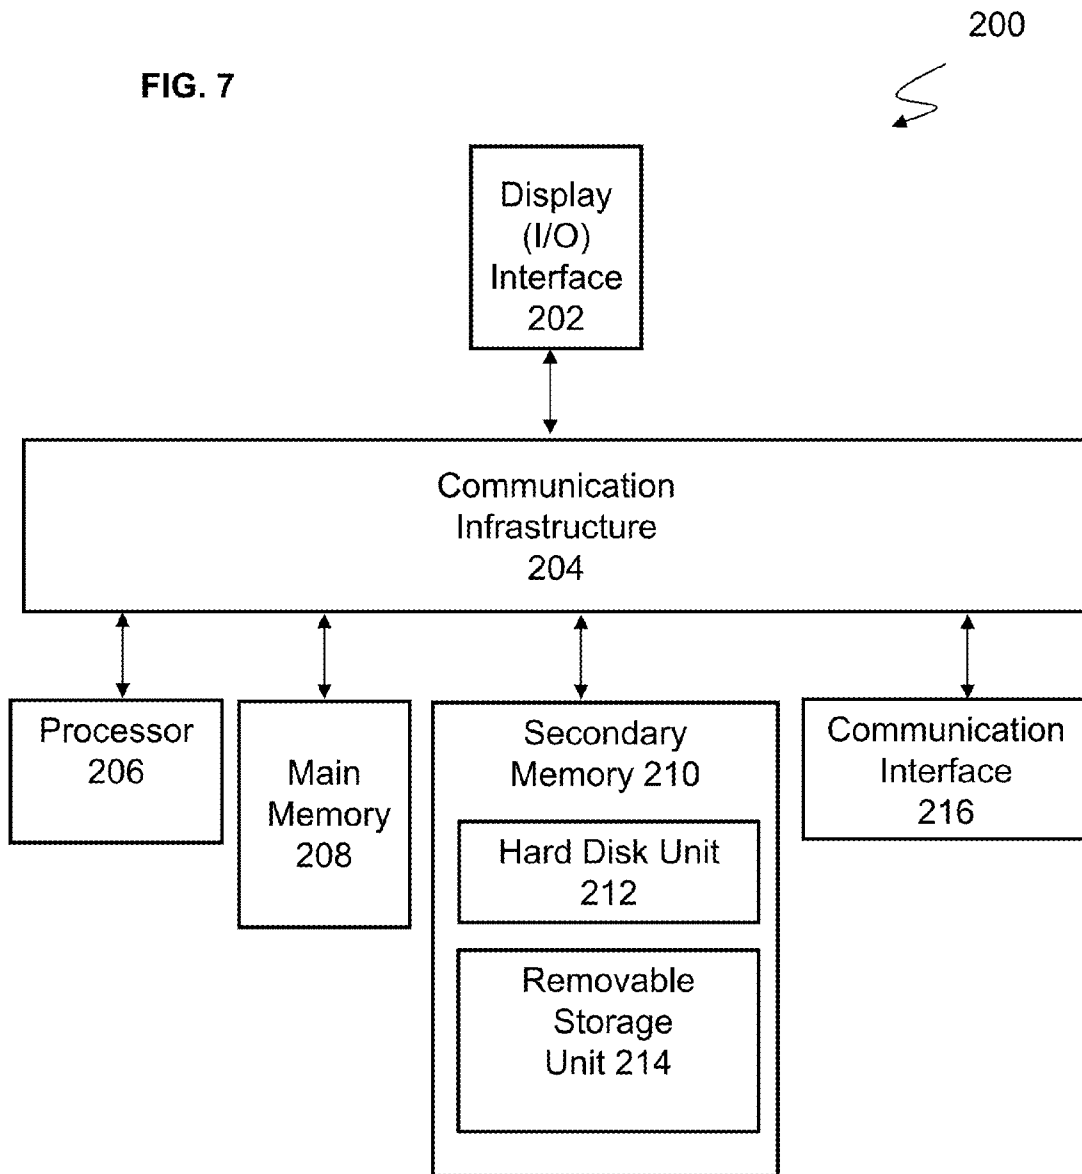 200
FIG. 7
Display
(I/O)
Interface
202
Communication
Infrastructure
204
Processor
206
Main
Memory
208
Secondary
Memory 210
Hard Disk Unit
212
Removable
Storage
Unit 214
Communication
Interface
216